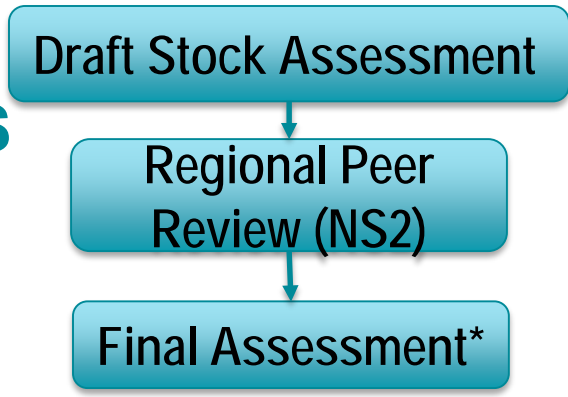 Draft Stock Assessment
s
Regional Peer
Review (NS2)
Final Assessment*